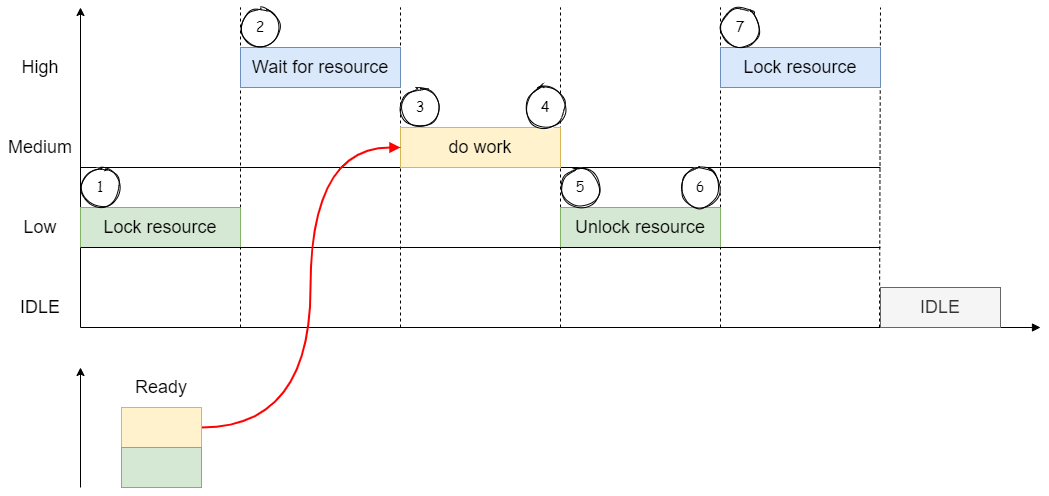 2
7
High
Wait for resource
Lock resource
3
4
Medium
do work
1
5
6
Low
Lock resource
Unlock resource
IDLE
IDLE
Ready